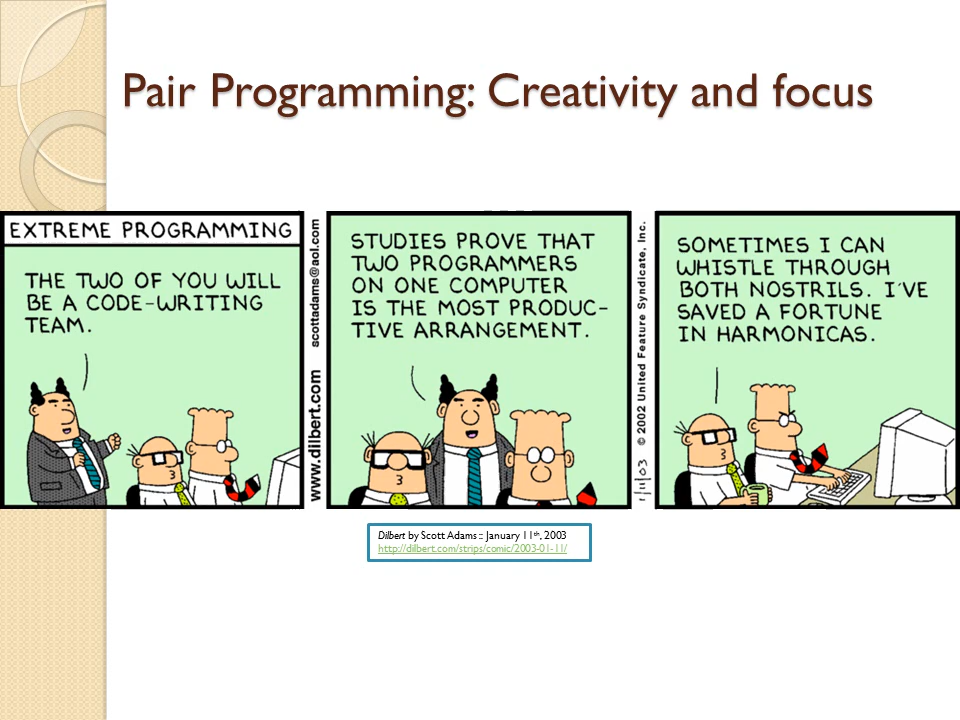 Pair Programming: Creativity and focus
EXTREME PROGRAMMING
THE TWO OF YOU WILL
BE A CODE-WRITING
TEAM.
www.dilbert.com scottadams@aol.com
STUDIES PROVE THAT
TWO PROGRAMMERS
ON ONE COMPUTER
IS THE MOST PRODUC-
TIVE ARRANGEMENT.
1/11/03 © 2002 United Feature Syndicate, Inc.
SOMETIMES I CAN
WHISTLE THROUGH
BOTH NOSTRILS. I'VE
SAVED A FORTUNE
IN HARMONICAS.
Dilbert by Scott Adams :: January 11th, 2003
http://dilbert.com/strips/comic/2003-01-11/